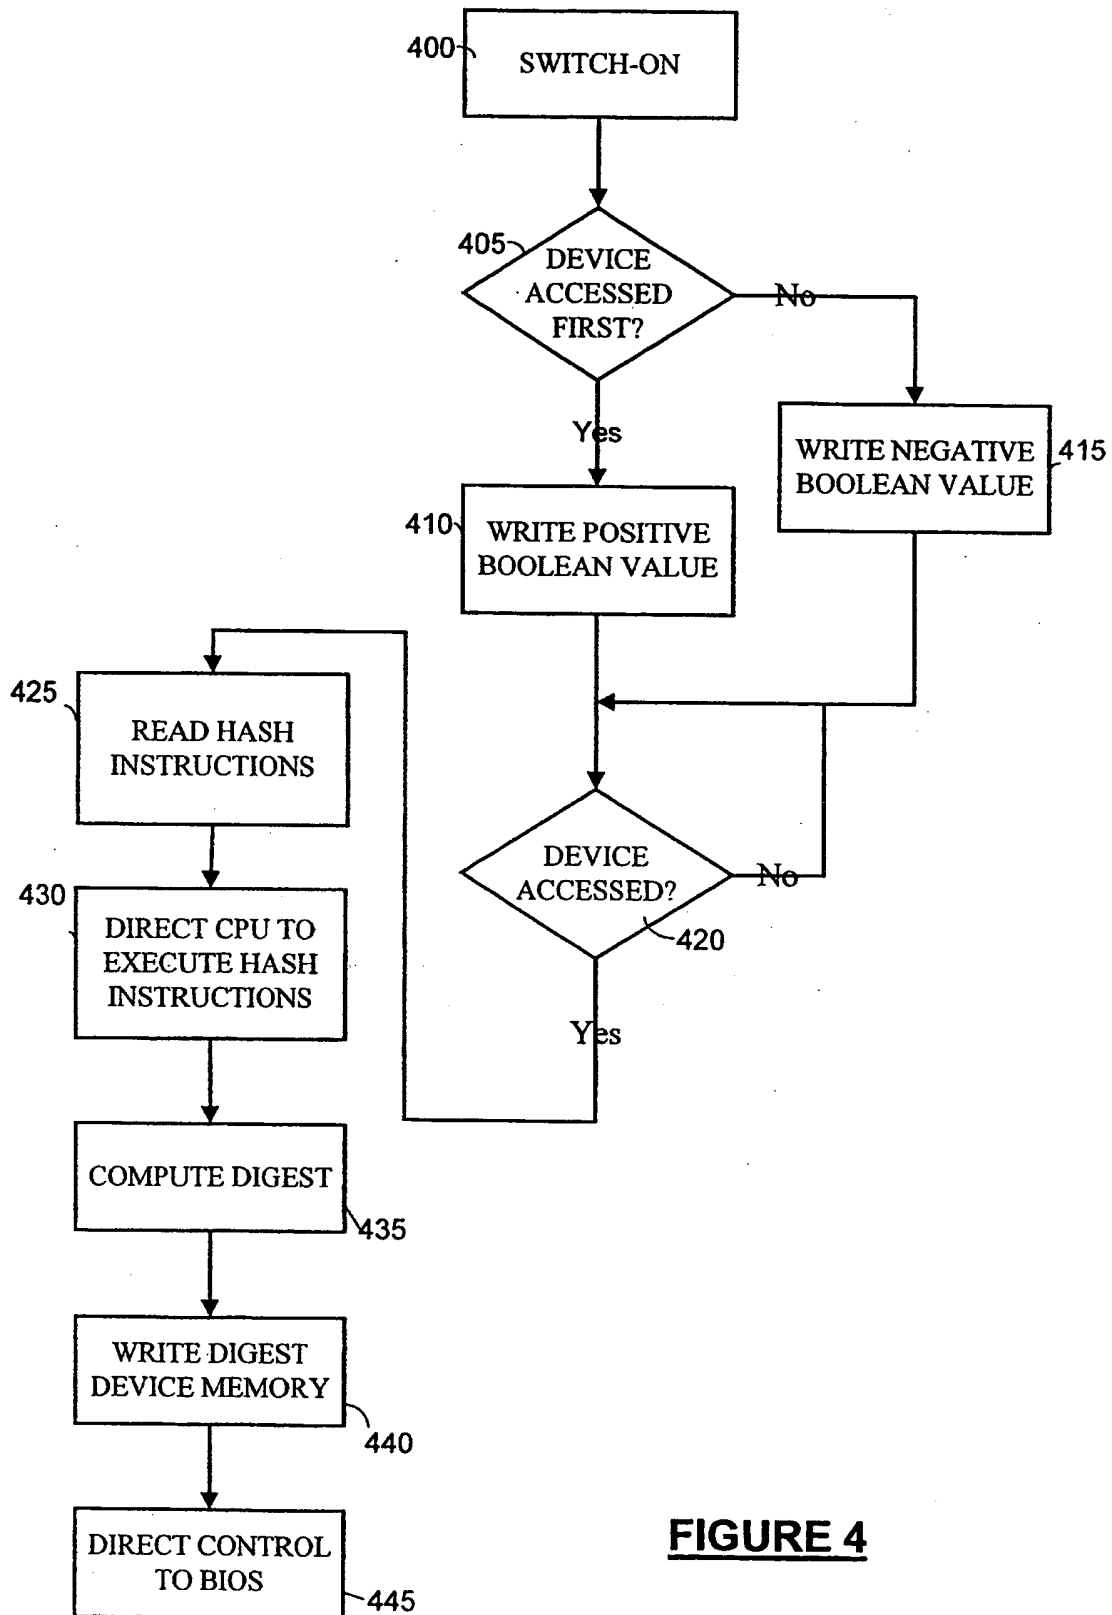 400
SWITCH-ON
405
DEVICE
ACCESSED
FIRST?
No
Yes
WRITE NEGATIVE
BOOLEAN VALUE
415
410
WRITE POSITIVE
BOOLEAN VALUE
425
READ HASH
INSTRUCTIONS
DEVICE
ACCESSED?
No
420
Yes
430
DIRECT CPU TO
EXECUTE HASH
INSTRUCTIONS
COMPUTE DIGEST
435
WRITE DIGEST
DEVICE MEMORY
440
DIRECT CONTROL
TO BIOS
445
FIGURE 4